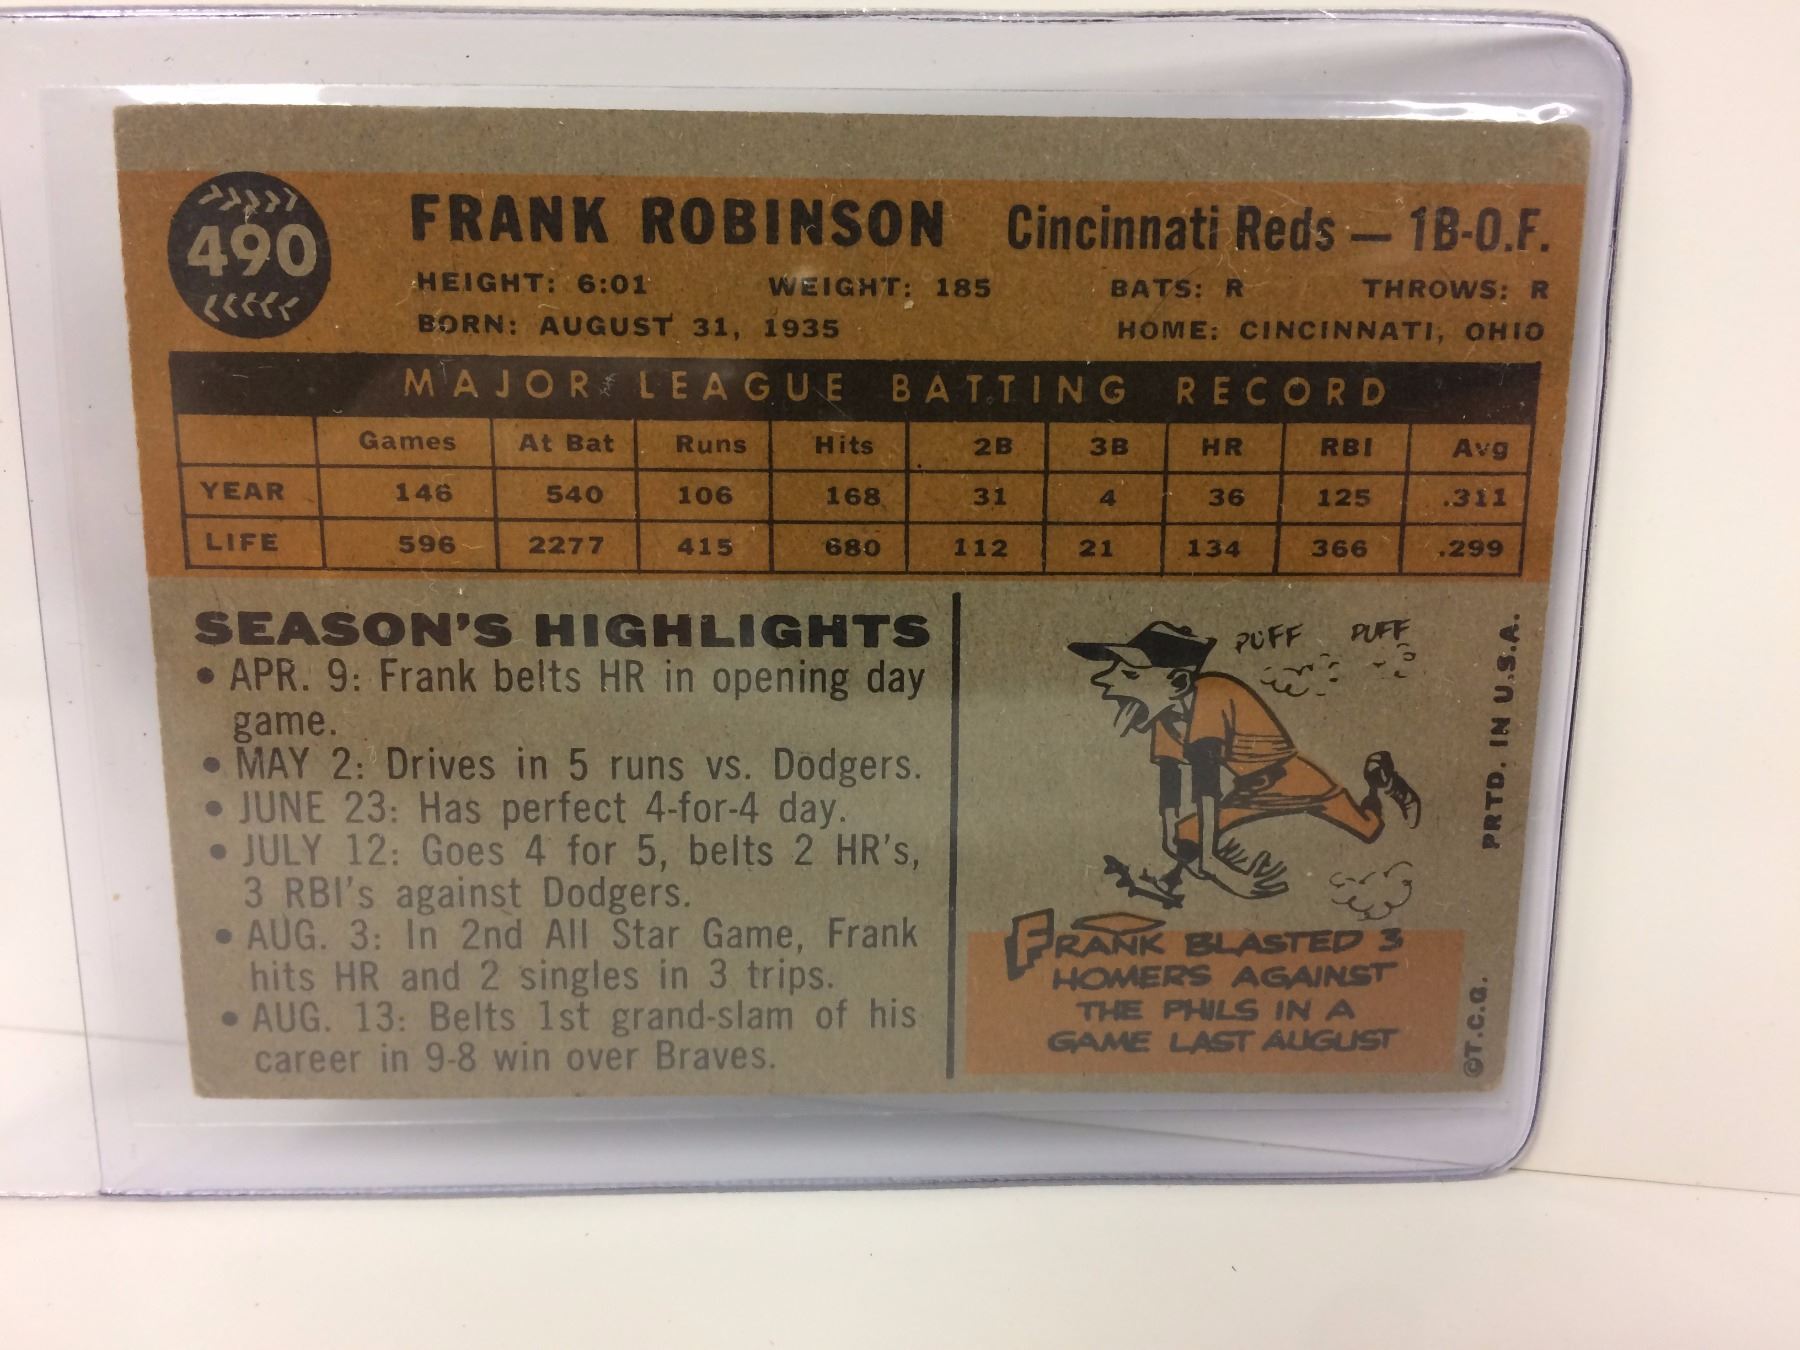 490
FRANK ROBINSON Cincinnati Reds — 1B-O.F.
HEIGHT: 6:01 WEIGHT: 185 BATS: R THROWS: R
BORN: AUGUST 31, 1935 HOME: CINCINNATI, OHIO
MAJOR LEAGUE BATTING RECORD
Games At Bat Runs Hits 2B 3B HR RBI Avg
YEAR 146 540 106 168 31 4 36 125 .311
LIFE 596 2277 415 680 112 21 134 366 .299
SEASON'S HIGHLIGHTS
• APR. 9: Frank belts HR in opening day
game.
• MAY 2: Drives in 5 runs vs. Dodgers.
• JUNE 23: Has perfect 4-for-4 day.
• JULY 12: Goes 4 for 5, belts 2 HR's,
3 RBI's against Dodgers.
• AUG. 3: In 2nd All Star Game, Frank
hits HR and 2 singles in 3 trips.
• AUG. 13: Belts 1st grand-slam of his
career in 9-8 win over Braves.
PUFF PUFF
FRANK BLASTED 3
HOMERS AGAINST
THE PHILS IN A
GAME LAST AUGUST
©T.C.G. PRTD. IN U.S.A.